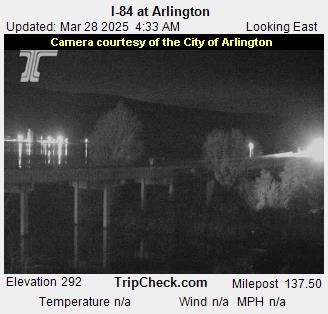 I-84 at Arlington
Updated: Mar 28 2025 4:33 AM Looking East
Camera courtesy of the City of Arlington
Elevation 292 TripCheck.com Milepost 137.50
Temperature n/a Wind n/a MPH n/a